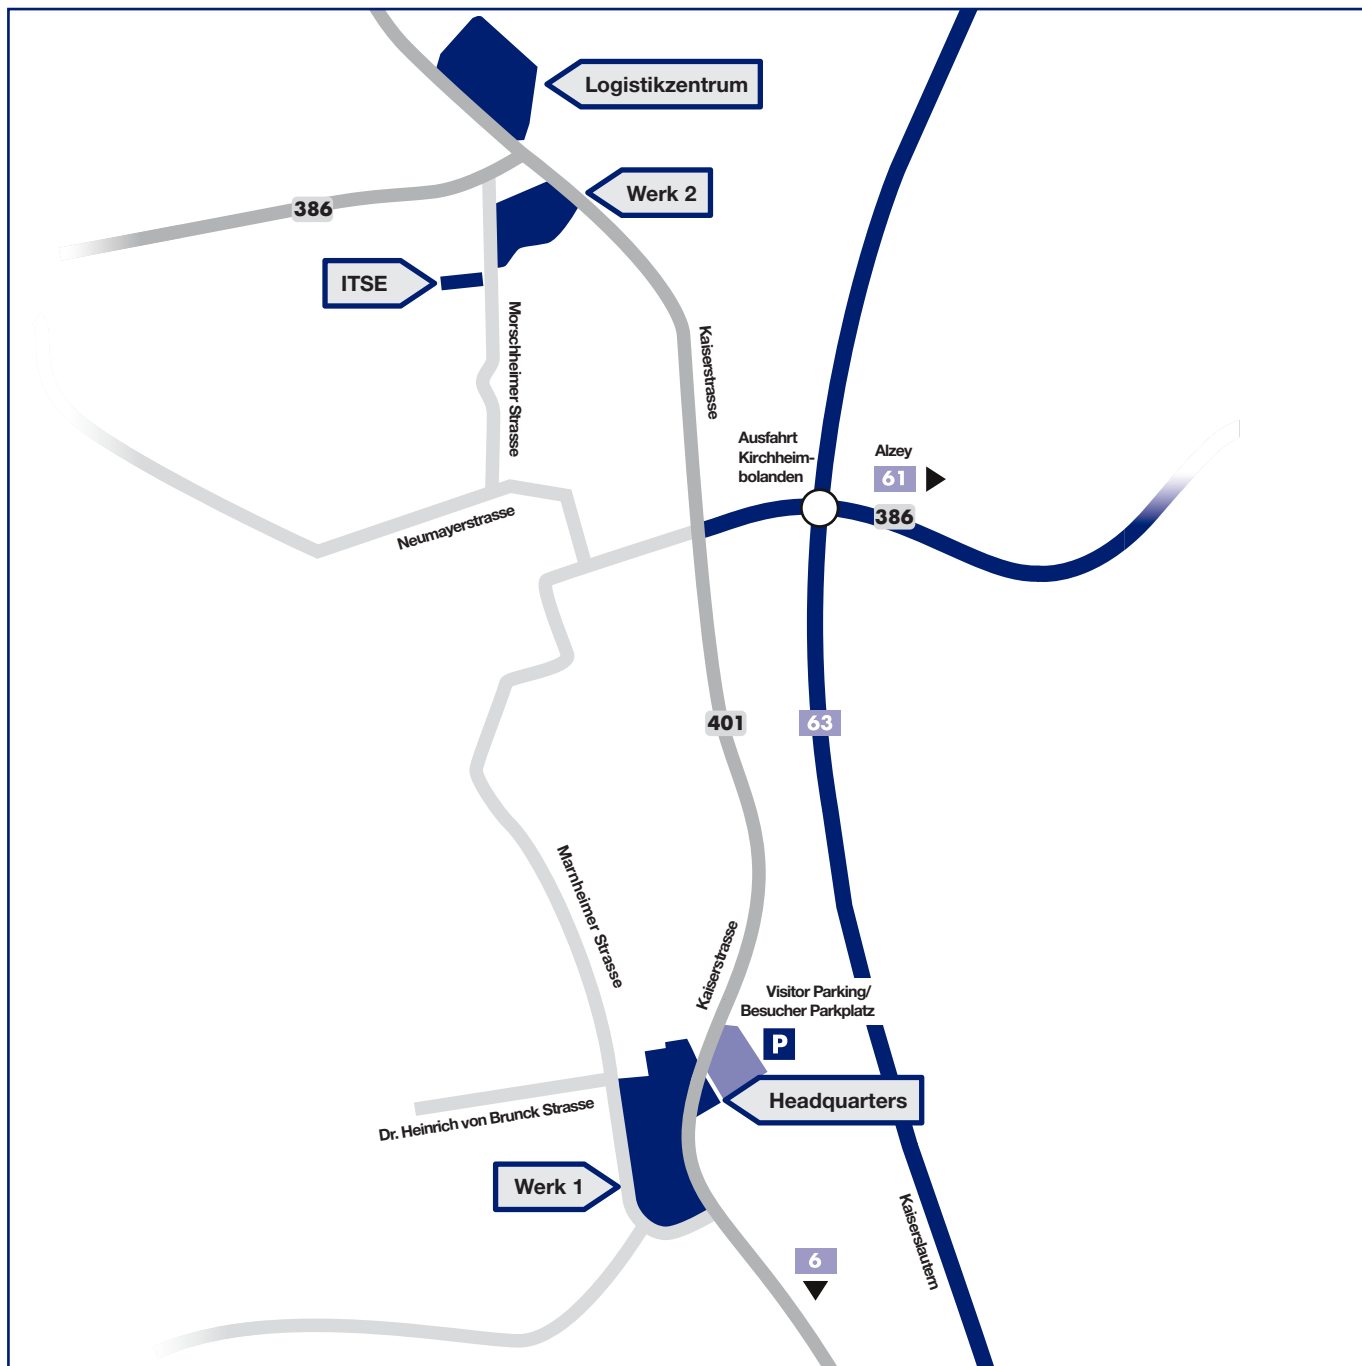 Logistikzentrum
Werk 2
386
ITSE
Morschheimer Strasse
Kaiserstrasse
Ausfahrt
Kirchheim-
bolanden
Alzey
61
386
Neumayerstrasse
401
63
Marnheimer Strasse
Kaiserstrasse
Visitor Parking/
Besucher Parkplatz
P
Headquarters
Dr. Heinrich von Brunck Strasse
Werk 1
Kaiserslautern
6